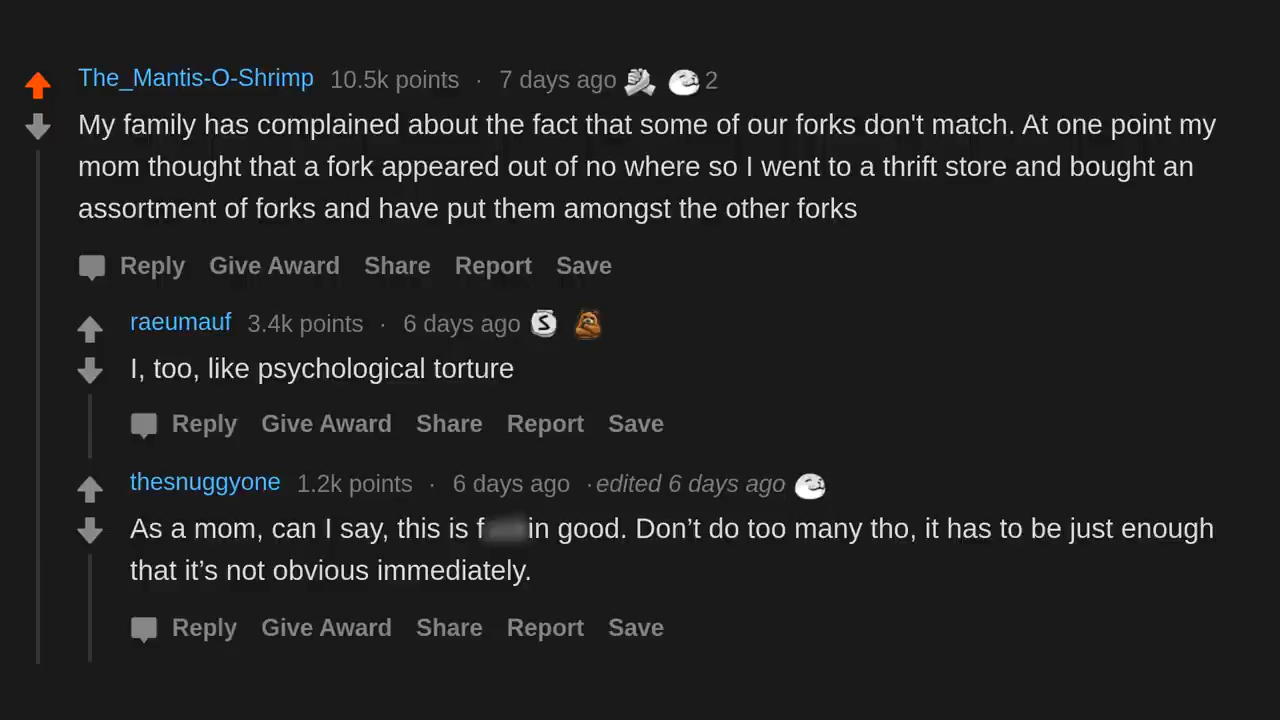 The_Mantis-O-Shrimp 10.5k points · 7 days ago 2
My family has complained about the fact that some of our forks don't match. At one point my
mom thought that a fork appeared out of no where so I went to a thrift store and bought an
assortment of forks and have put them amongst the other forks
Reply Give Award Share Report Save
raeumauf 3.4k points · 6 days ago S
I, too, like psychological torture
Reply Give Award Share Report Save
thesnuggyone 1.2k points · 6 days ago · edited 6 days ago
As a mom, can I say, this is f in good. Don’t do too many tho, it has to be just enough
that it’s not obvious immediately.
Reply Give Award Share Report Save